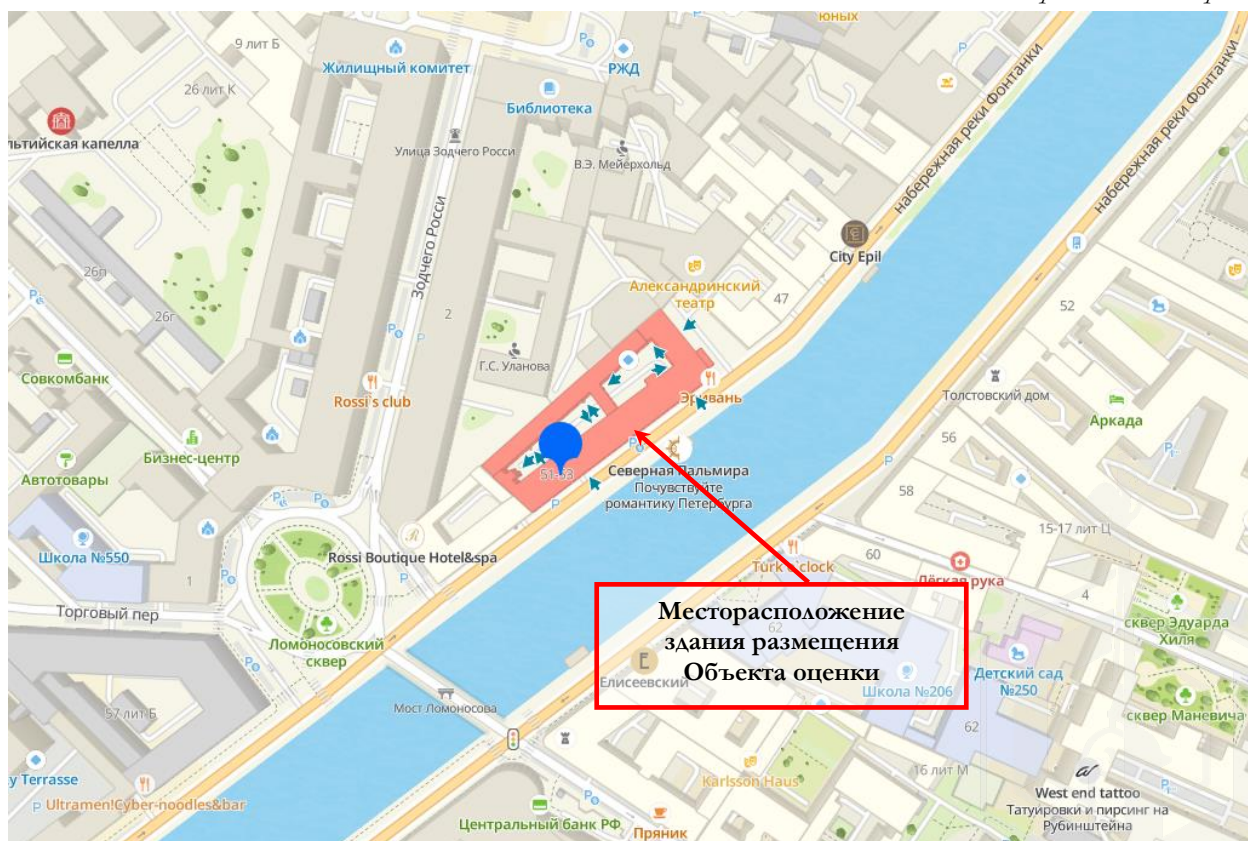 юных
9 лит Б
Жилищный комитет
РЖД
26 лит К
Библиотека
набережная реки Фонтанки
набережная реки Фонтанки
льтийская капелла
Улица Зодчего Росси
В.Э. Мейерхольд
Зодчего Росси
City Epil
26п
Александринский
театр
47
52
26г
2
Г.С. Уланова
Совкомбанк
Rossi's club
Эривань
Толстовский дом
Аркада
Бизнес-центр
Автотовары
51-53
Северная Пальмира
Почувствуйте
романтику Петербурга
56
58
15-17 лит Ц
Школа №550
Rossi Boutique Hotel&spa
60
Turk o'clock
Лёгкая рука
1
4
Торговый пер
Месторасположение
здания размещения
Объекта оценки
сквер Эдуарда
Хиля
Ломоносовский
сквер
62
Елисеевский
Школа №206
Детский сад
№250
57 лит Б
Мост Ломоносова
62
сквер Маневича
y Terrasse
Karlsson Haus
16 лит М
Ultramen!Cyber-noodles&bar
West end tattoo
Татуировки и пирсинг на
Рубинштейна
Центральный банк РФ
Пряник